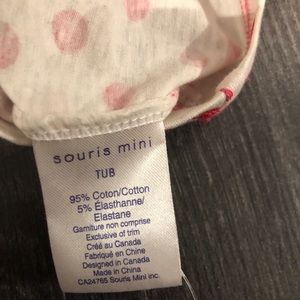 souris mini
TUB
95% Coton/Cotton
5% Élasthanne/
Elastane
Garniture non comprise
Exclusive of trim
Créé au Canada
Fabriqué en Chine
Designed in Canada
Made in China
CA24765 Souris Mini inc.